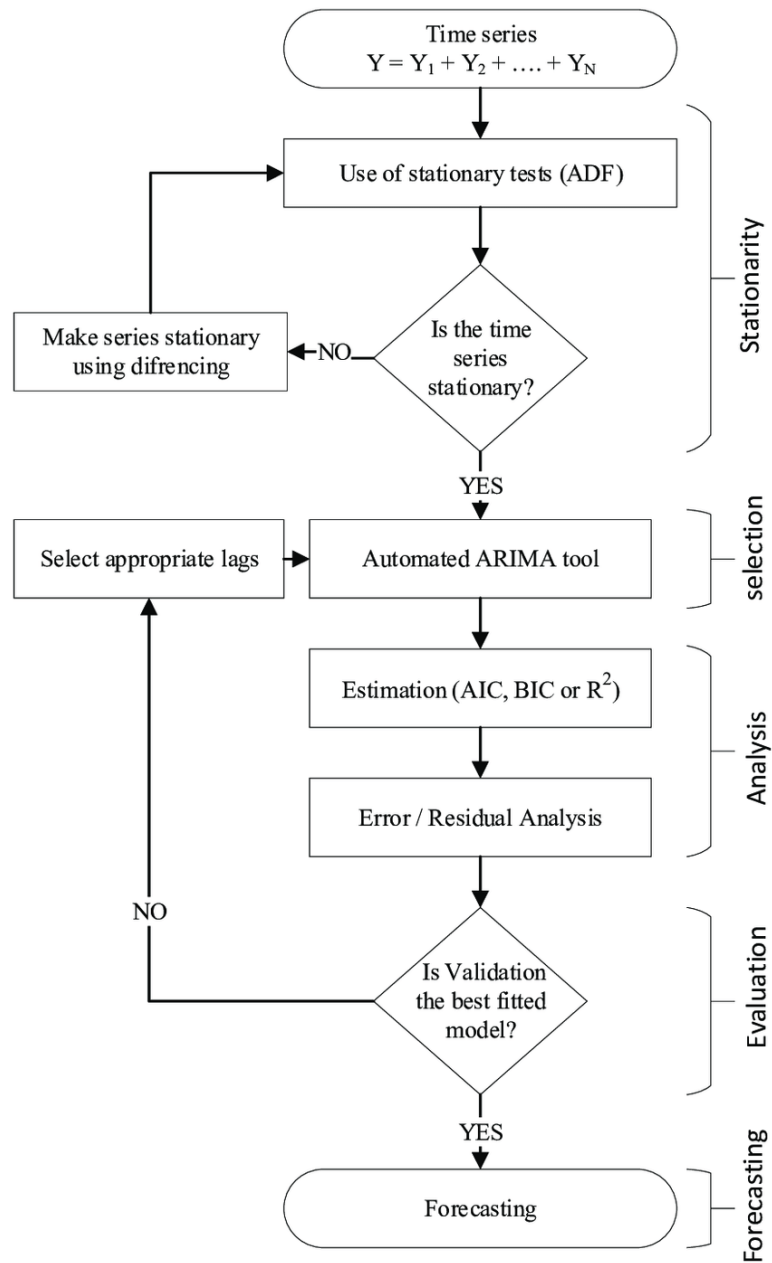 Time series
Y = Y₁ + Y₂ + .... + Y_N
Use of stationary tests (ADF)
Stationarity
Is the time
series
stationary?
NO
Make series stationary
using difrencing
YES
Select appropriate lags
Automated ARIMA tool
selection
Estimation (AIC, BIC or R²)
Analysis
Error / Residual Analysis
NO
Is Validation
the best fitted
model?
Evaluation
YES
Forecasting
Forecasting